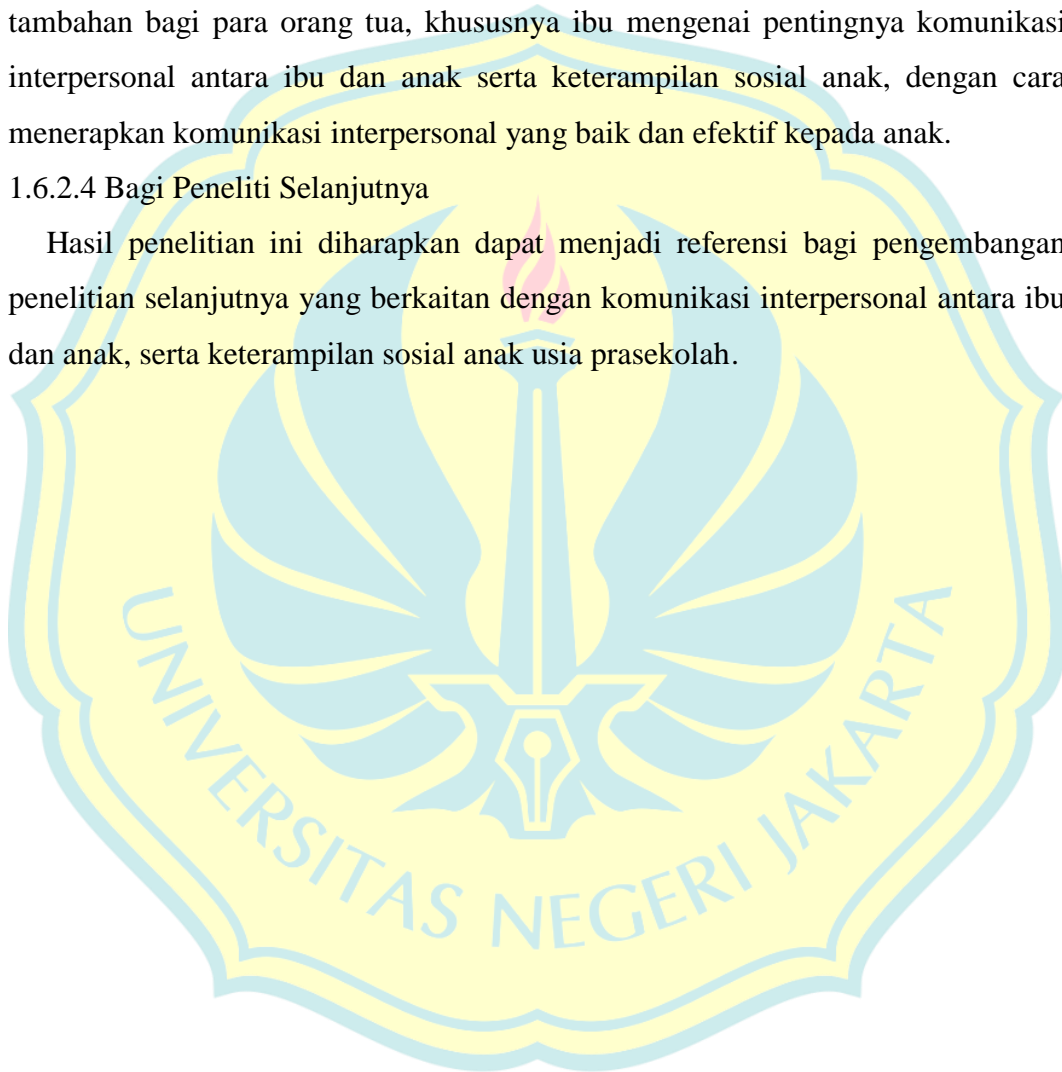 tambahan bagi para orang tua, khususnya ibu mengenai pentingnya komunikasi
interpersonal antara ibu dan anak serta keterampilan sosial anak, dengan cara
menerapkan komunikasi interpersonal yang baik dan efektif kepada anak.
1.6.2.4 Bagi Peneliti Selanjutnya
Hasil penelitian ini diharapkan dapat menjadi referensi bagi pengembangan
penelitian selanjutnya yang berkaitan dengan komunikasi interpersonal antara ibu
dan anak, serta keterampilan sosial anak usia prasekolah.
UNIVERSITAS NEGERI JAKARTA